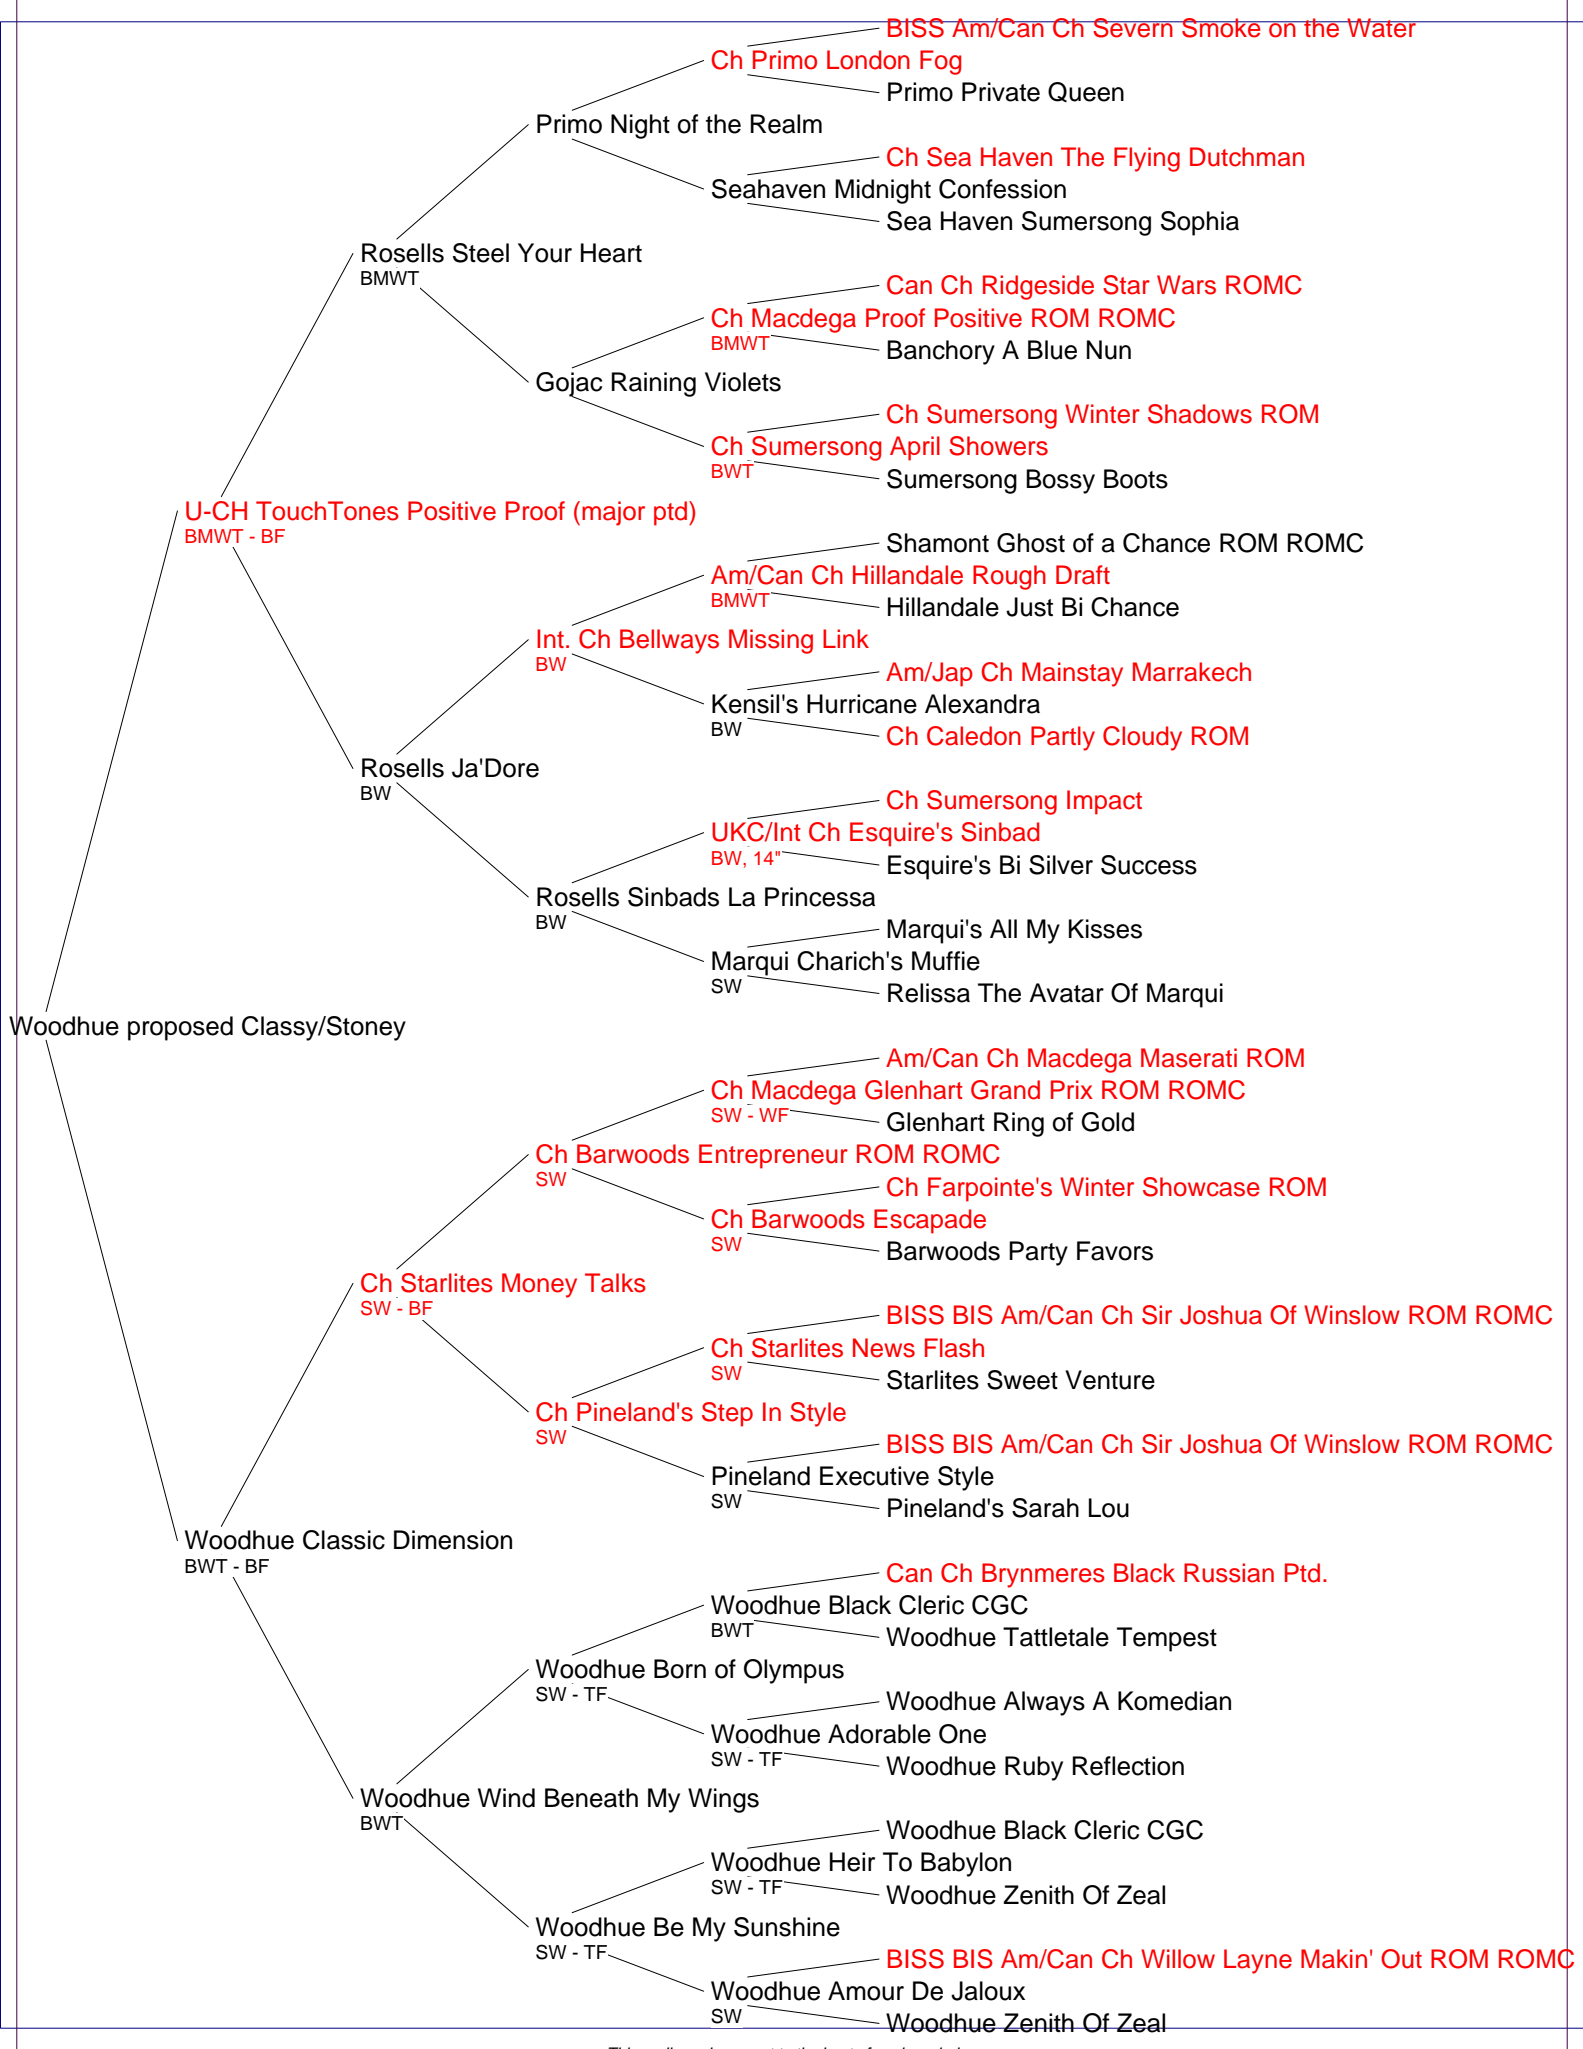 BISS Am/Can Ch Severn Smoke on the Water
Ch Primo London Fog
Primo Private Queen
Primo Night of the Realm
Ch Sea Haven The Flying Dutchman
Seahaven Midnight Confession
Sea Haven Sumersong Sophia
Rosells Steel Your Heart
BMWT
Can Ch Ridgeside Star Wars ROMC
Ch Macdega Proof Positive ROM ROMC
BMWT
Banchory A Blue Nun
Gojac Raining Violets
Ch Sumersong Winter Shadows ROM
Ch Sumersong April Showers
BWT
Sumersong Bossy Boots
U-CH TouchTones Positive Proof (major ptd)
BMWT - BF
Shamont Ghost of a Chance ROM ROMC
Am/Can Ch Hillandale Rough Draft
BMWT
Hillandale Just Bi Chance
Int. Ch Bellways Missing Link
BW
Am/Jap Ch Mainstay Marrakech
Kensil's Hurricane Alexandra
BW
Ch Caledon Partly Cloudy ROM
Rosells Ja'Dore
BW
Ch Sumersong Impact
UKC/Int Ch Esquire's Sinbad
BW, 14"
Esquire's Bi Silver Success
Rosells Sinbads La Princessa
BW
Marqui's All My Kisses
Marqui Charich's Muffie
SW
Relissa The Avatar Of Marqui
Woodhue proposed Classy/Stoney
Am/Can Ch Macdega Maserati ROM
Ch Macdega Glenhart Grand Prix ROM ROMC
SW - WF
Glenhart Ring of Gold
Ch Barwoods Entrepreneur ROM ROMC
SW
Ch Farpointe's Winter Showcase ROM
Ch Barwoods Escapade
SW
Barwoods Party Favors
Ch Starlites Money Talks
SW - BF
BISS BIS Am/Can Ch Sir Joshua Of Winslow ROM ROMC
Ch Starlites News Flash
SW
Starlites Sweet Venture
Ch Pineland's Step In Style
SW
BISS BIS Am/Can Ch Sir Joshua Of Winslow ROM ROMC
Pineland Executive Style
SW
Pineland's Sarah Lou
Woodhue Classic Dimension
BWT - BF
Can Ch Brynmeres Black Russian Ptd.
Woodhue Black Cleric CGC
BWT
Woodhue Tattletale Tempest
Woodhue Born of Olympus
SW - TF
Woodhue Always A Komedian
Woodhue Adorable One
SW - TF
Woodhue Ruby Reflection
Woodhue Wind Beneath My Wings
BWT
Woodhue Black Cleric CGC
Woodhue Heir To Babylon
SW - TF
Woodhue Zenith Of Zeal
Woodhue Be My Sunshine
SW - TF
BISS BIS Am/Can Ch Willow Layne Makin' Out ROM ROMC
Woodhue Amour De Jaloux
SW
Woodhue Zenith Of Zeal